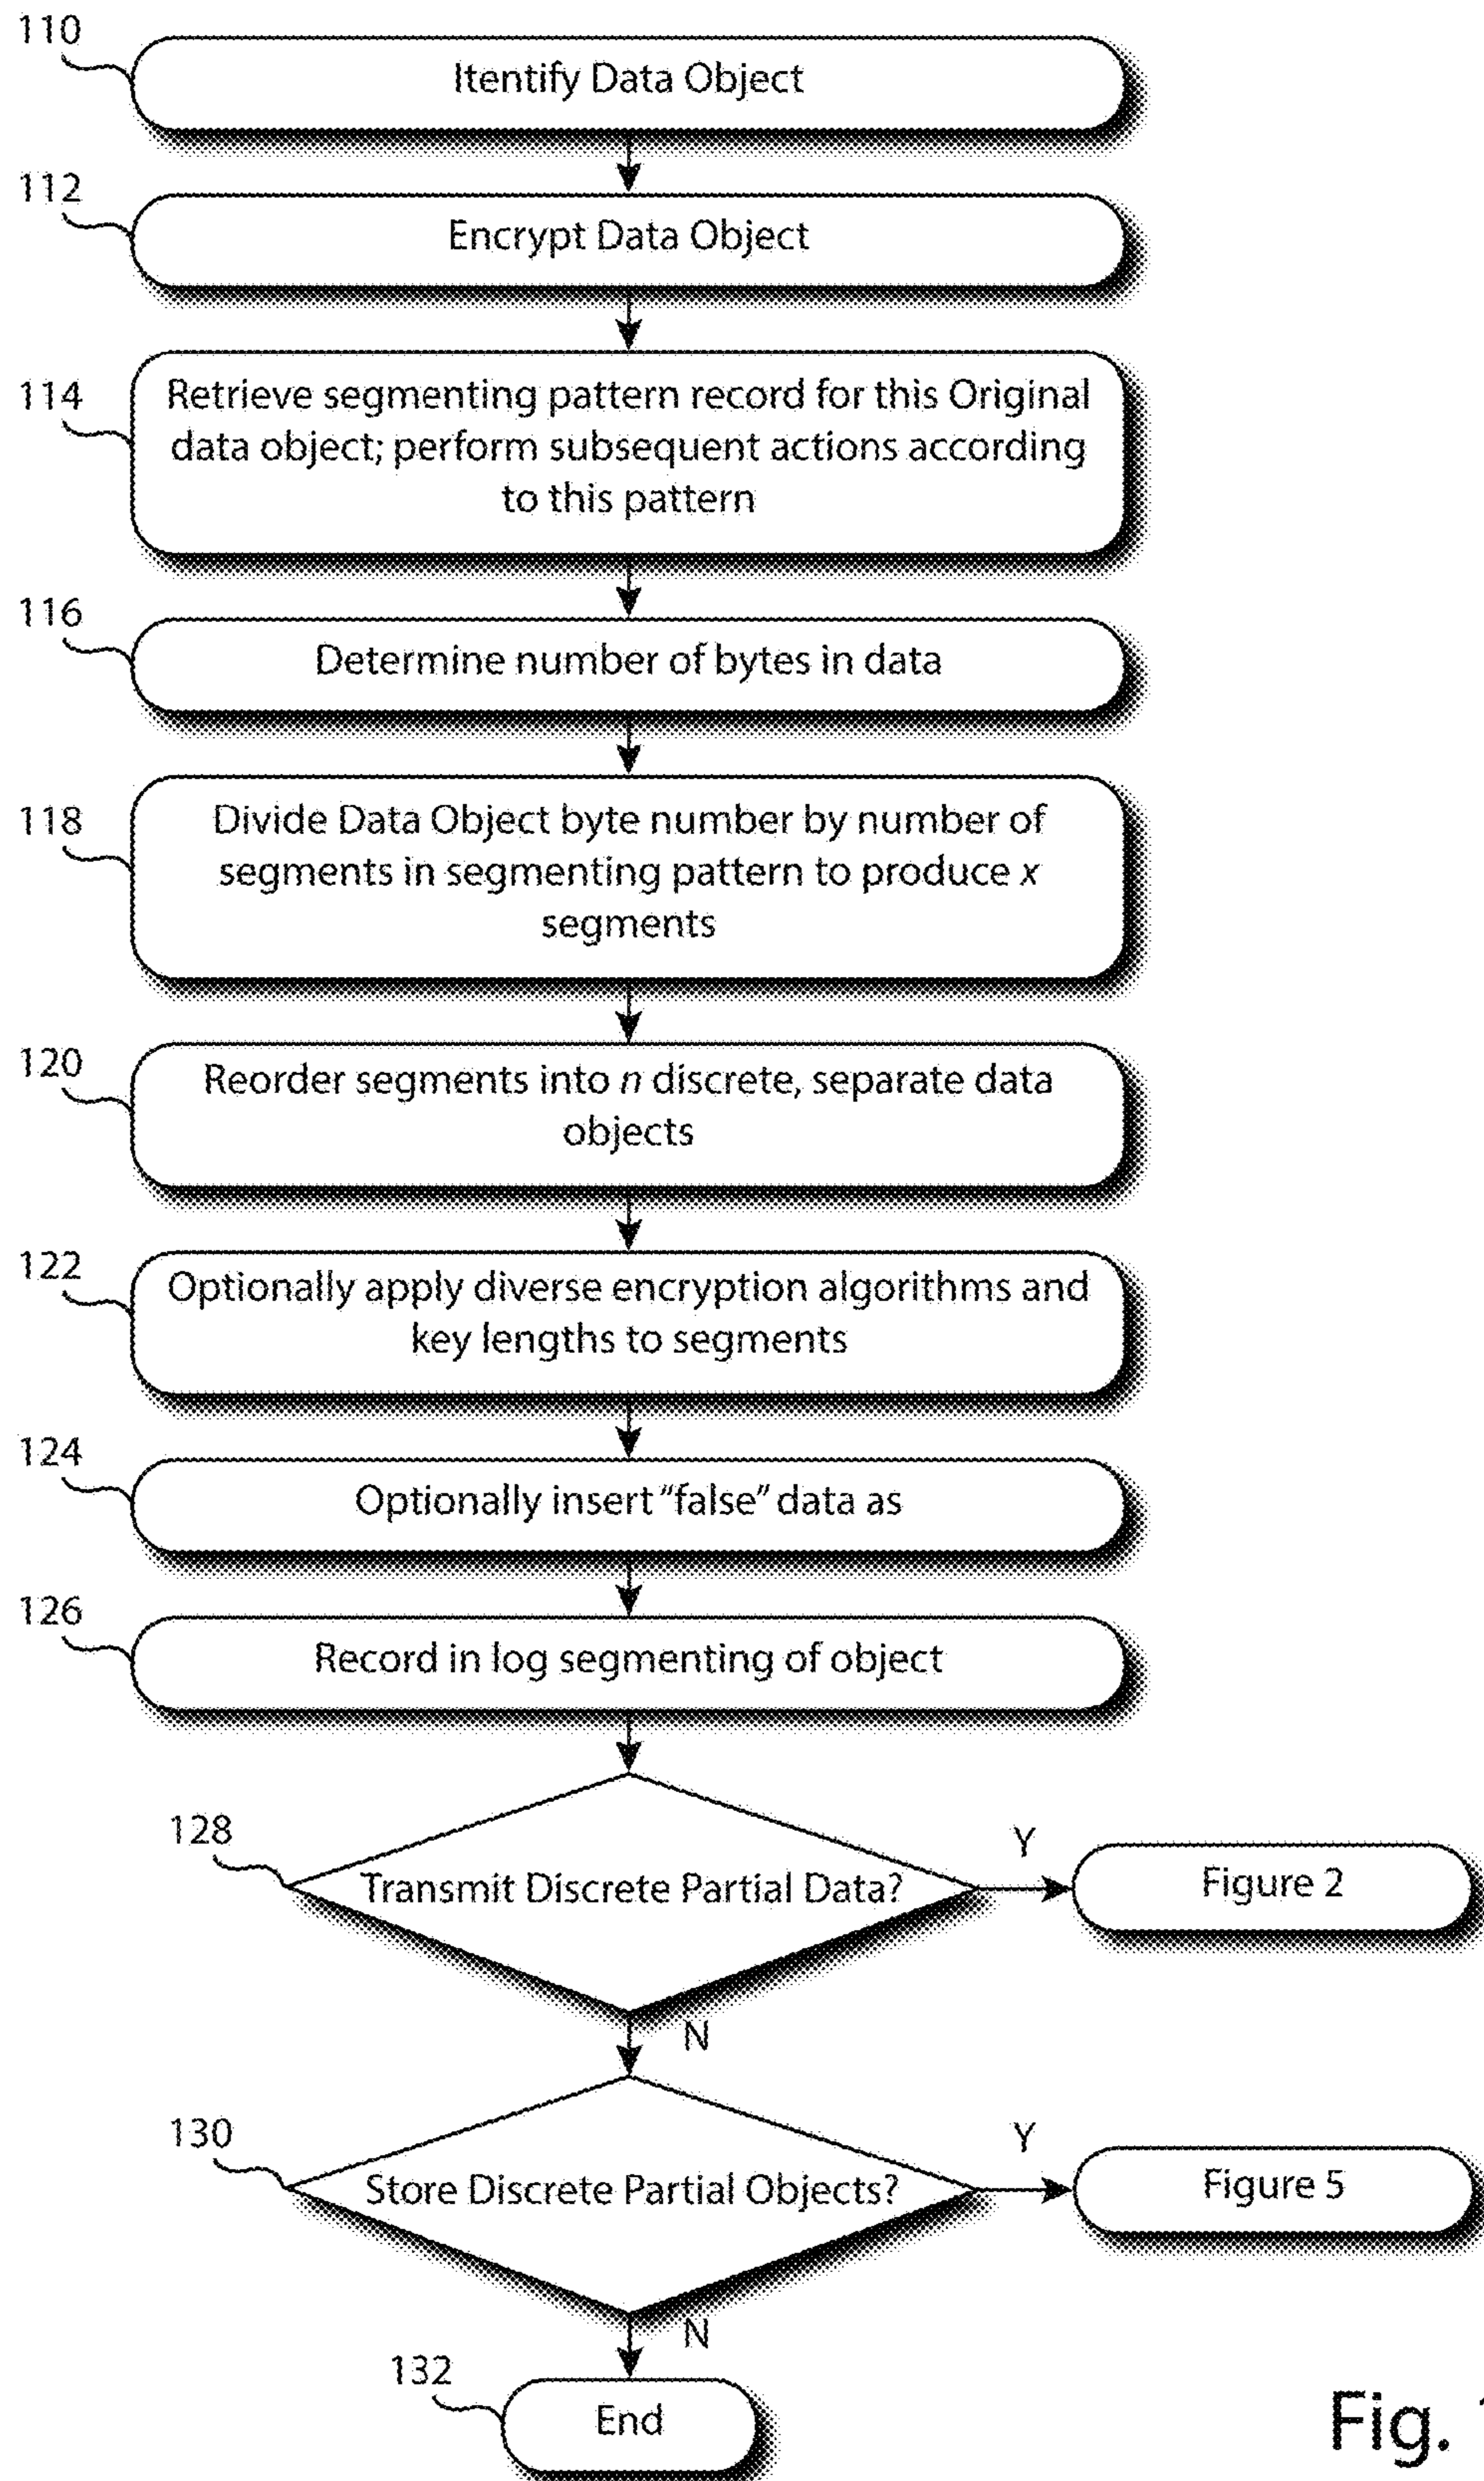 110
Itentify Data Object
112
Encrypt Data Object
114
Retrieve segmenting pattern record for this Original
data object; perform subsequent actions according
to this pattern
116
Determine number of bytes in data
118
Divide Data Object byte number by number of
segments in segmenting pattern to produce x
segments
120
Reorder segments into n discrete, separate data
objects
122
Optionally apply diverse encryption algorithms and
key lengths to segments
124
Optionally insert “false” data as
126
Record in log segmenting of object
128
Transmit Discrete Partial Data?
Y
Figure 2
N
130
Store Discrete Partial Objects?
Y
Figure 5
N
132
End
Fig.